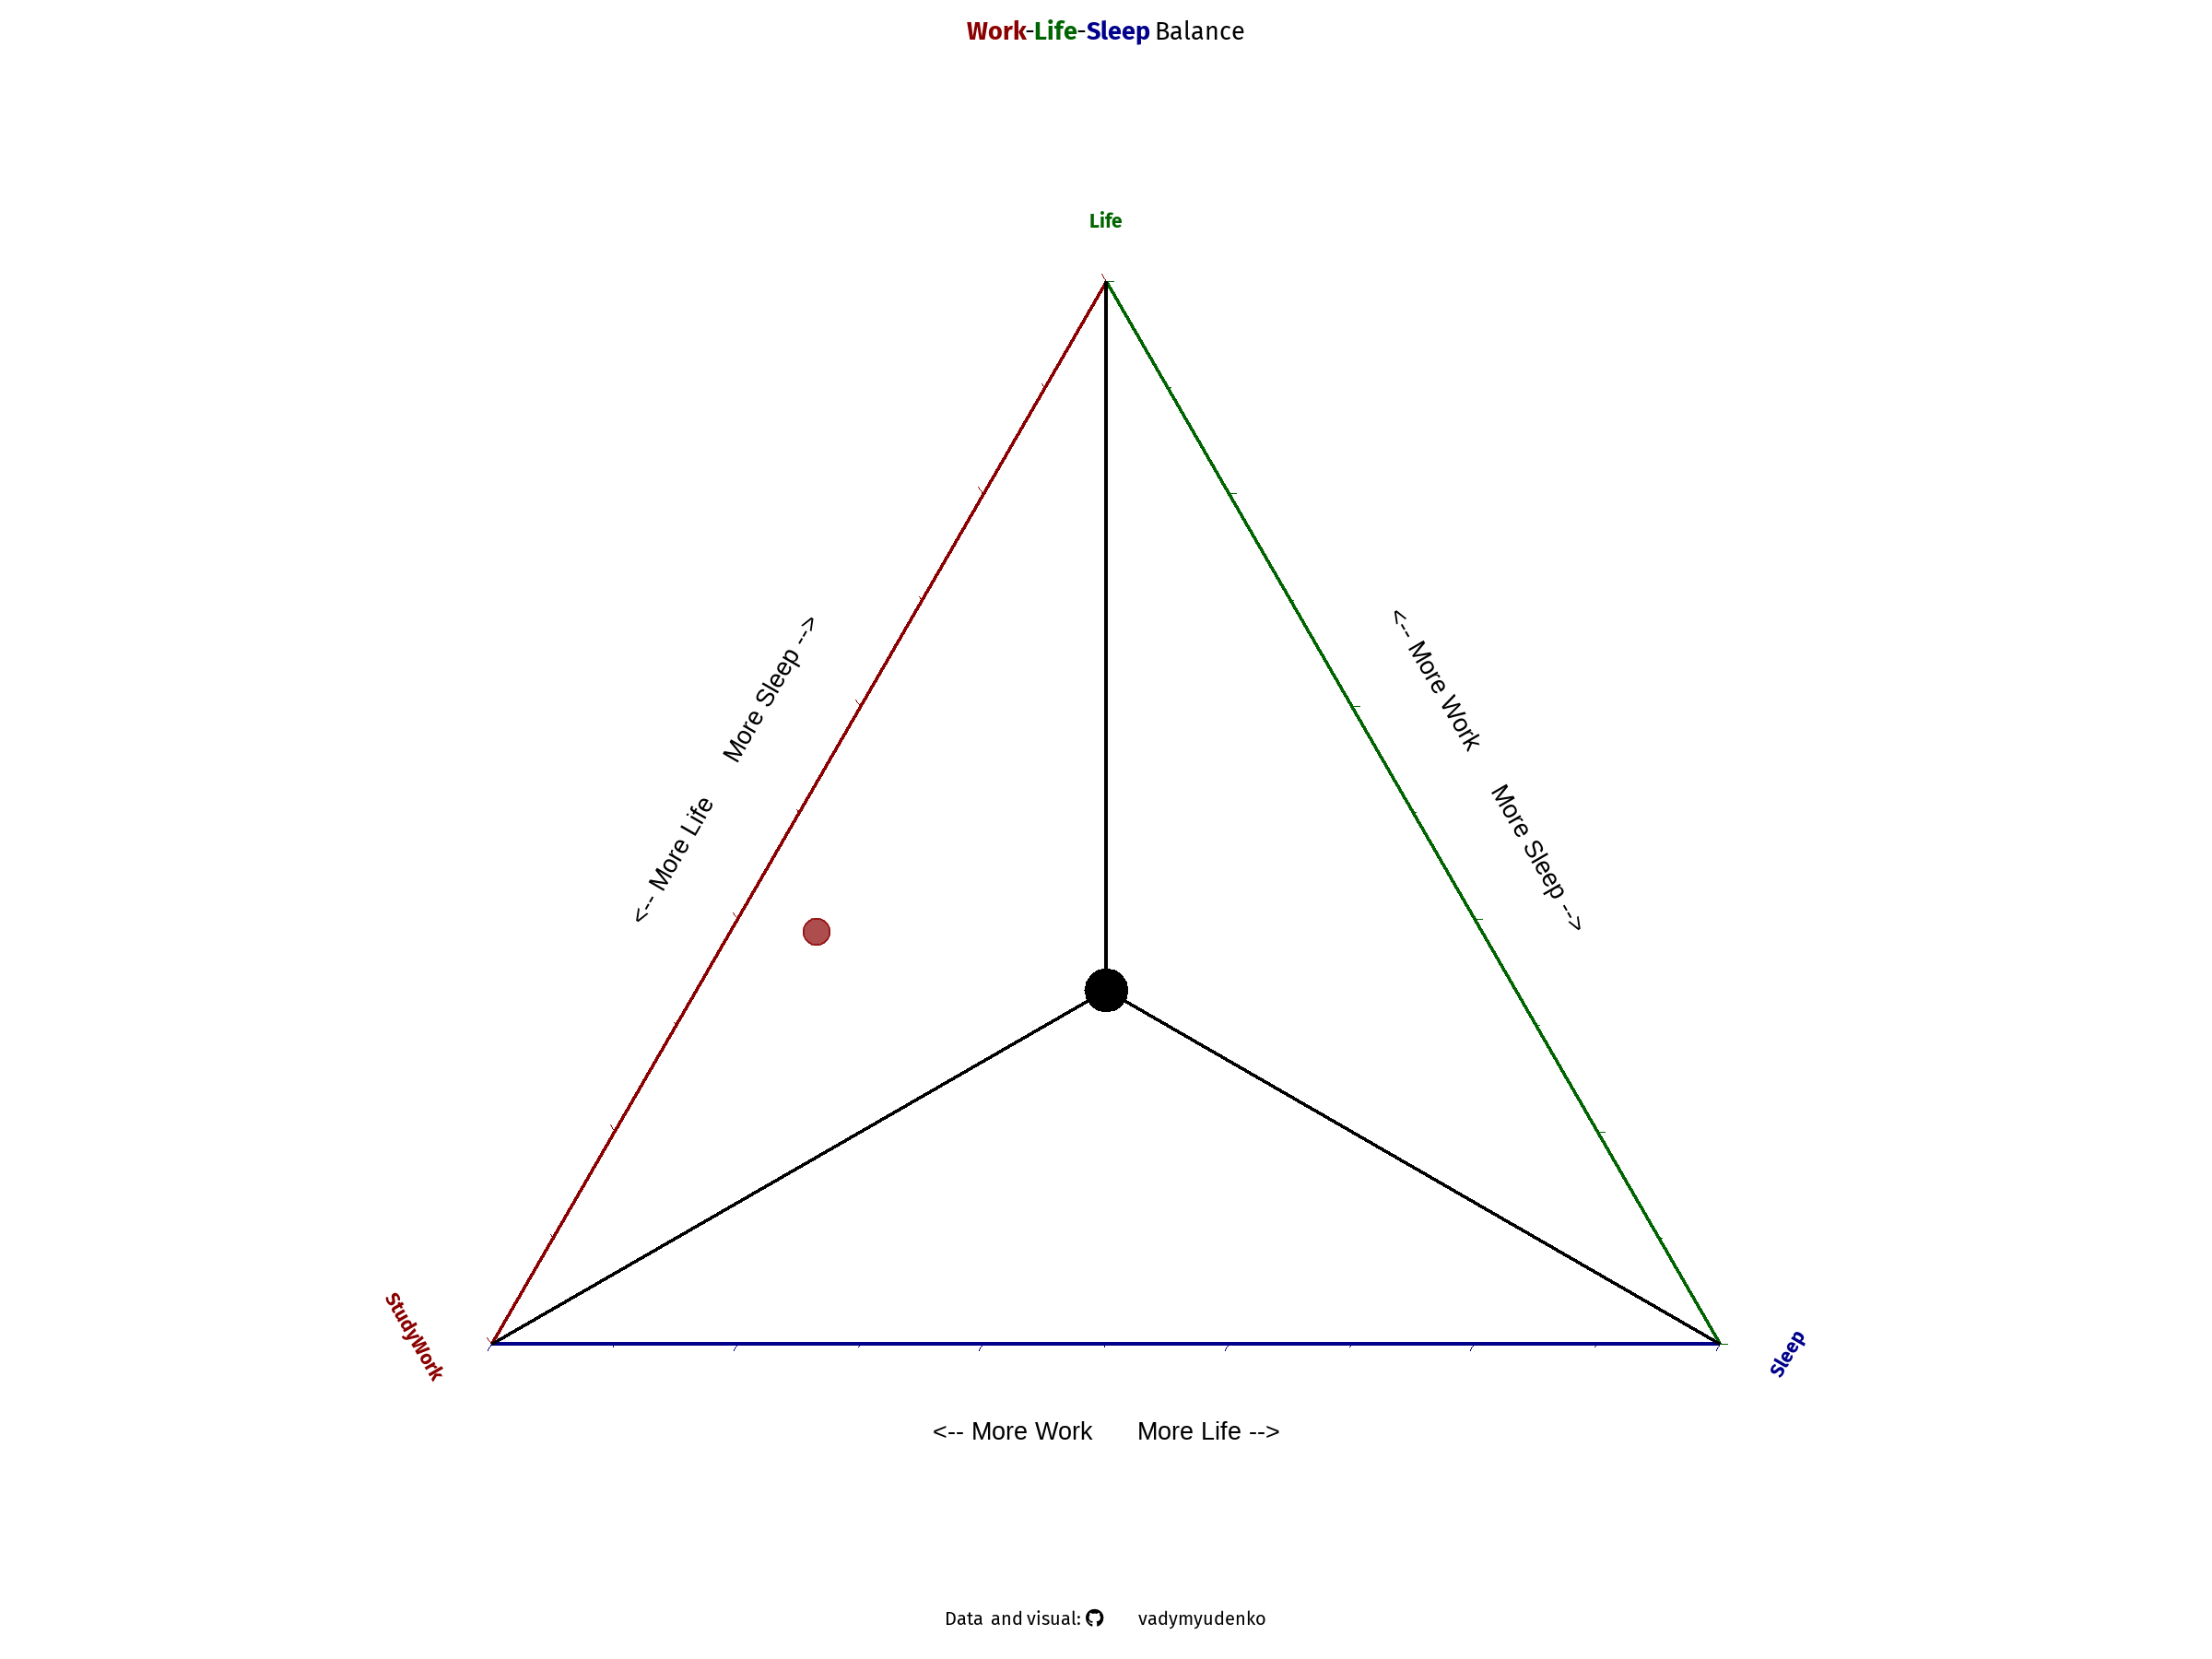 Work-Life-Sleep Balance
Life
<-- More Life More Sleep -->
<-- More Work More Sleep -->
StudyWork
Sleep
<-- More Work More Life -->
Data and visual: vadymyudenko